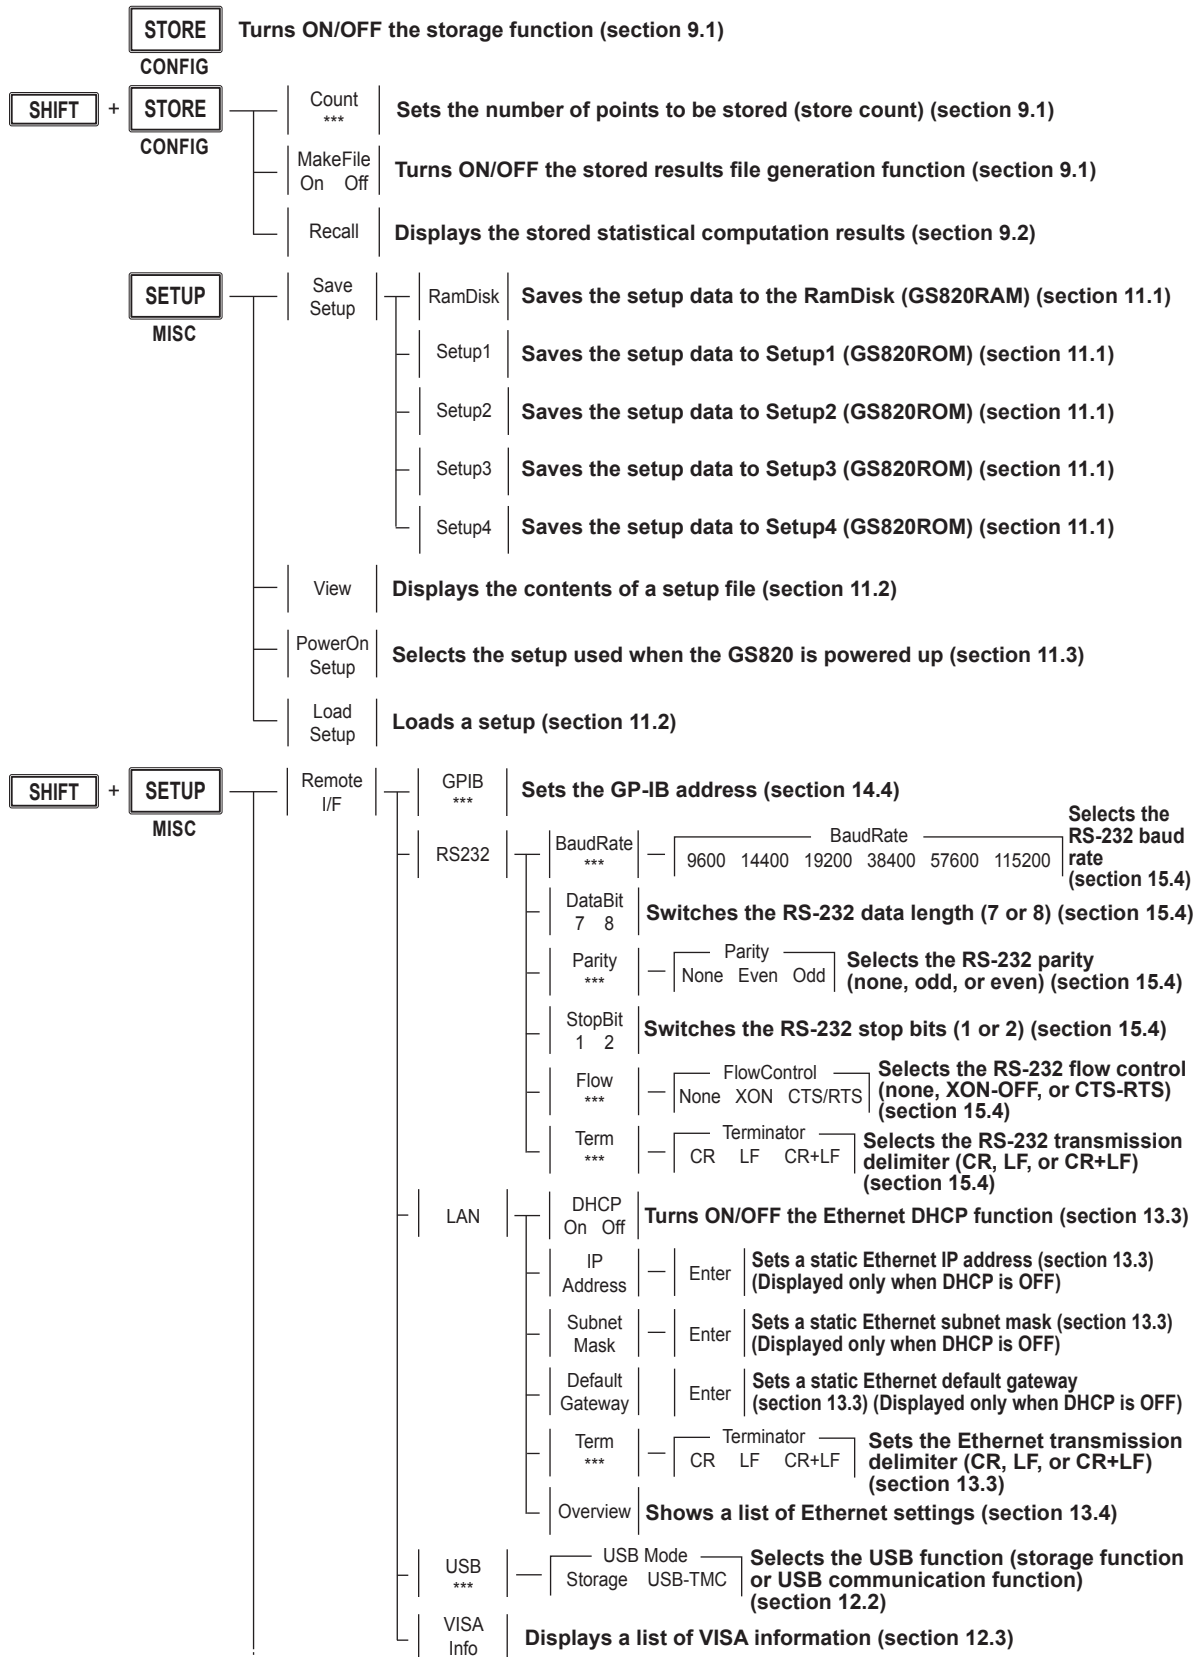 STORE Turns ON/OFF the storage function (section 9.1)
CONFIG
SHIFT + STORE Count *** Sets the number of points to be stored (store count) (section 9.1)
CONFIG
MakeFile On Off Turns ON/OFF the stored results file generation function (section 9.1)
Recall Displays the stored statistical computation results (section 9.2)
SETUP Save Setup RamDisk Saves the setup data to the RamDisk (GS820RAM) (section 11.1)
MISC
Setup1 Saves the setup data to Setup1 (GS820ROM) (section 11.1)
Setup2 Saves the setup data to Setup2 (GS820ROM) (section 11.1)
Setup3 Saves the setup data to Setup3 (GS820ROM) (section 11.1)
Setup4 Saves the setup data to Setup4 (GS820ROM) (section 11.1)
View Displays the contents of a setup file (section 11.2)
PowerOn Setup Selects the setup used when the GS820 is powered up (section 11.3)
Load Setup Loads a setup (section 11.2)
SHIFT + SETUP Remote I/F GPIB *** Sets the GP-IB address (section 14.4)
MISC
RS232 BaudRate *** BaudRate
9600 14400 19200 38400 57600 115200
Selects the
RS-232 baud
rate
(section 15.4)
DataBit 7 8 Switches the RS-232 data length (7 or 8) (section 15.4)
Parity *** Parity
None Even Odd
Selects the RS-232 parity
(none, odd, or even) (section 15.4)
StopBit 1 2 Switches the RS-232 stop bits (1 or 2) (section 15.4)
Flow *** FlowControl
None XON CTS/RTS
Selects the RS-232 flow control
(none, XON-OFF, or CTS-RTS)
(section 15.4)
Term *** Terminator
CR LF CR+LF
Selects the RS-232 transmission
delimiter (CR, LF, or CR+LF)
(section 15.4)
LAN DHCP On Off Turns ON/OFF the Ethernet DHCP function (section 13.3)
IP Address Enter Sets a static Ethernet IP address (section 13.3)
(Displayed only when DHCP is OFF)
Subnet Mask Enter Sets a static Ethernet subnet mask (section 13.3)
(Displayed only when DHCP is OFF)
Default Gateway Enter Sets a static Ethernet default gateway
(section 13.3) (Displayed only when DHCP is OFF)
Term *** Terminator
CR LF CR+LF
Sets the Ethernet transmission
delimiter (CR, LF, or CR+LF)
(section 13.3)
Overview Shows a list of Ethernet settings (section 13.4)
USB *** USB Mode
Storage USB-TMC
Selects the USB function (storage function
or USB communication function)
(section 12.2)
VISA Info Displays a list of VISA information (section 12.3)